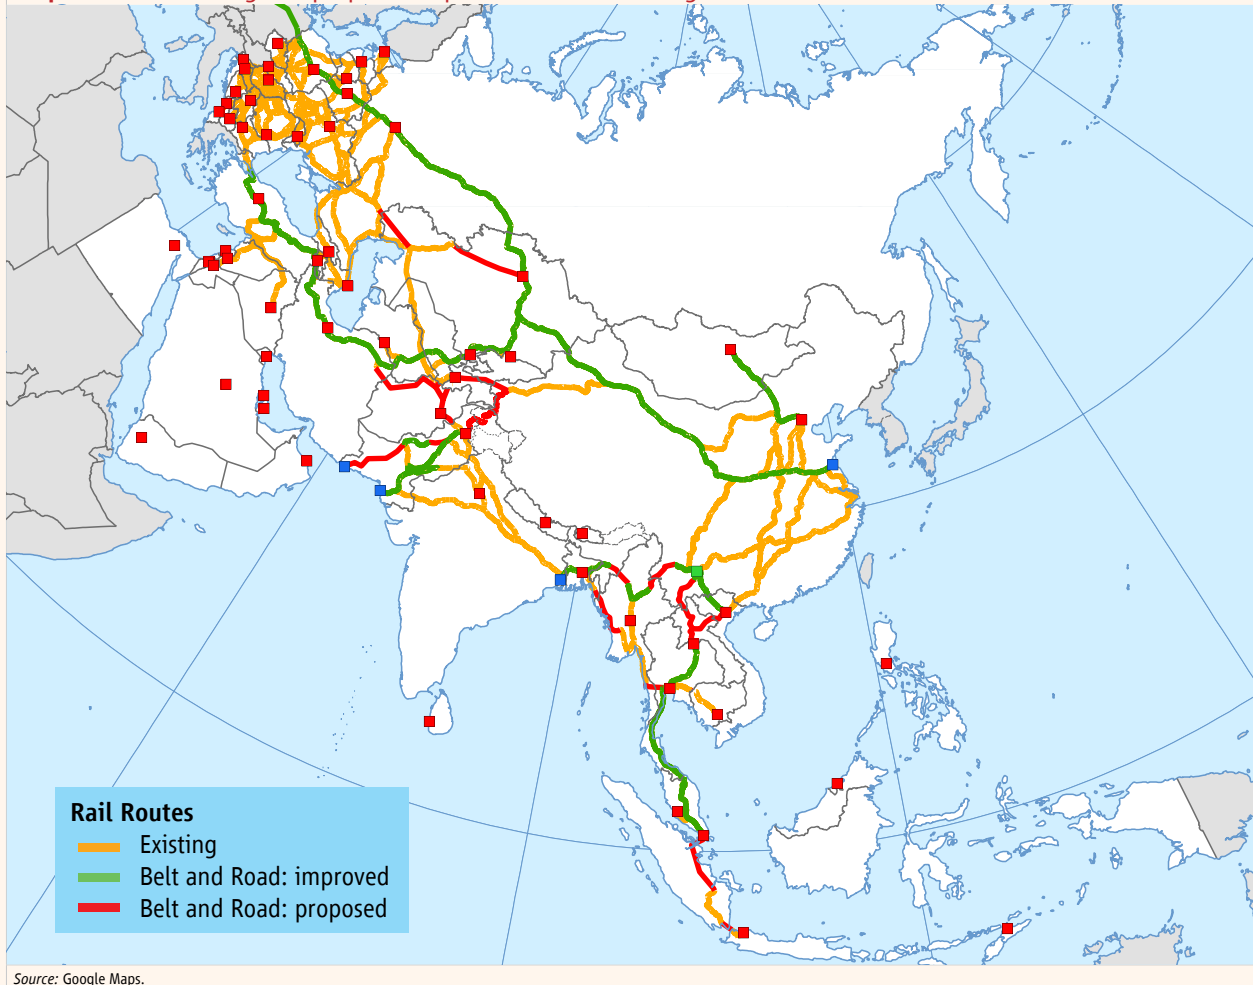 Rail Routes
Existing
Belt and Road: improved
Belt and Road: proposed
Source: Google Maps.